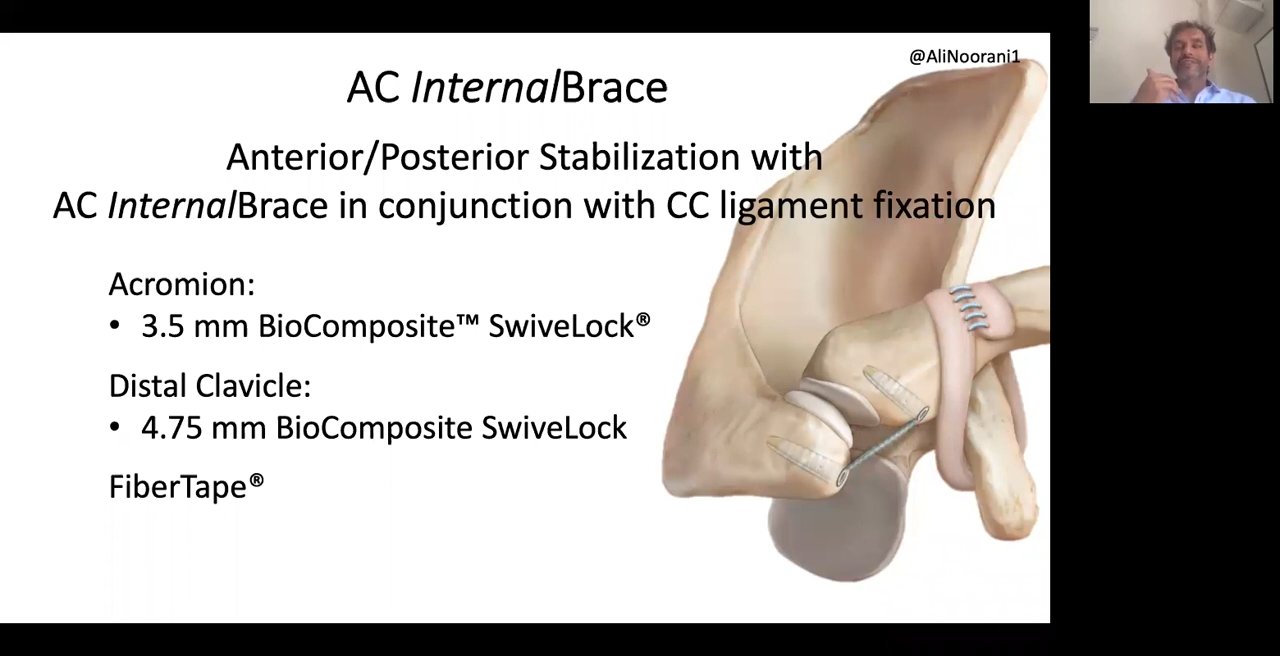 @AliNoorani1
AC InternalBrace
Anterior/Posterior Stabilization with
AC InternalBrace in conjunction with CC ligament fixation
Acromion:
• 3.5 mm BioComposite™ SwiveLock®
Distal Clavicle:
• 4.75 mm BioComposite SwiveLock
FiberTape®